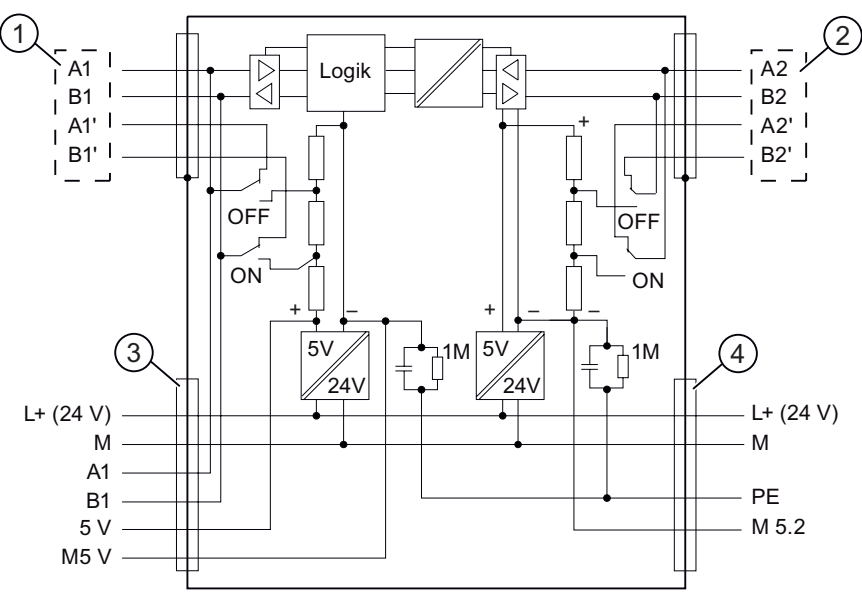 1
2
A1
B1
A1'
B1'
Logik
A2
B2
A2'
B2'
+
OFF
ON
OFF
ON
+
–
+
–
–
3
4
5V
24V
1M
5V
24V
1M
L+ (24 V)
M
A1
B1
5 V
M5 V
L+ (24 V)
M
PE
M 5.2